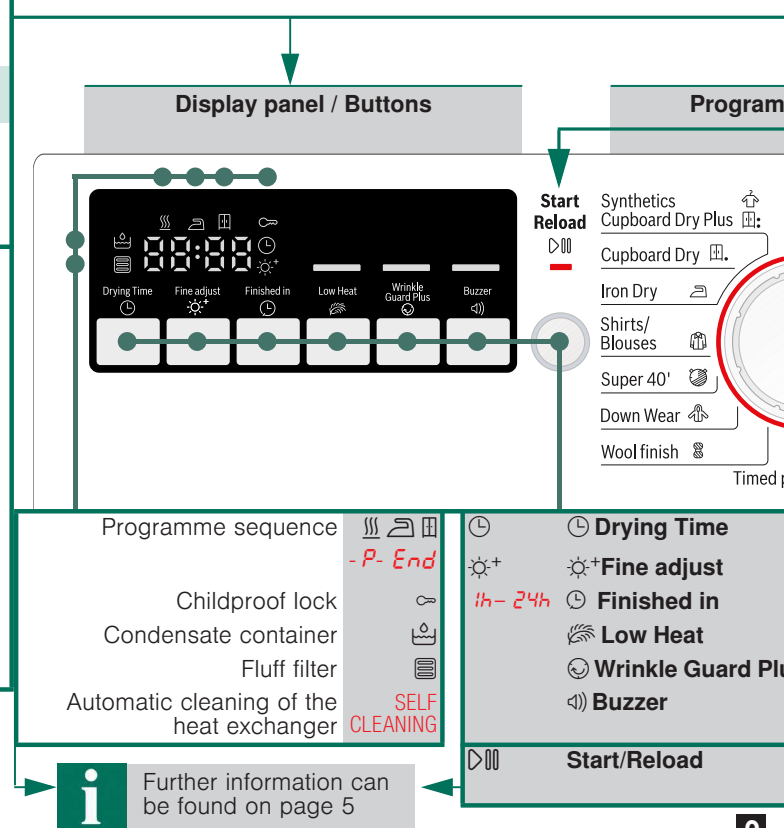 Display panel / Buttons
Program
Start
Reload
88:88
Drying Time
Fine adjust
Finished in
Low Heat
Wrinkle
Guard Plus
Buzzer
Synthetics
Cupboard Dry Plus
Cupboard Dry
Iron Dry
Shirts/
Blouses
Super 40'
Down Wear
Wool finish
Timed
Programme sequence
-P- End
Childproof lock
Condensate container
Fluff filter
Automatic cleaning of the
heat exchanger
SELF
CLEANING
Drying Time
Fine adjust
1h– 24h Finished in
Low Heat
Wrinkle Guard Plu
Buzzer
Start/Reload
i
Further information can
be found on page 5